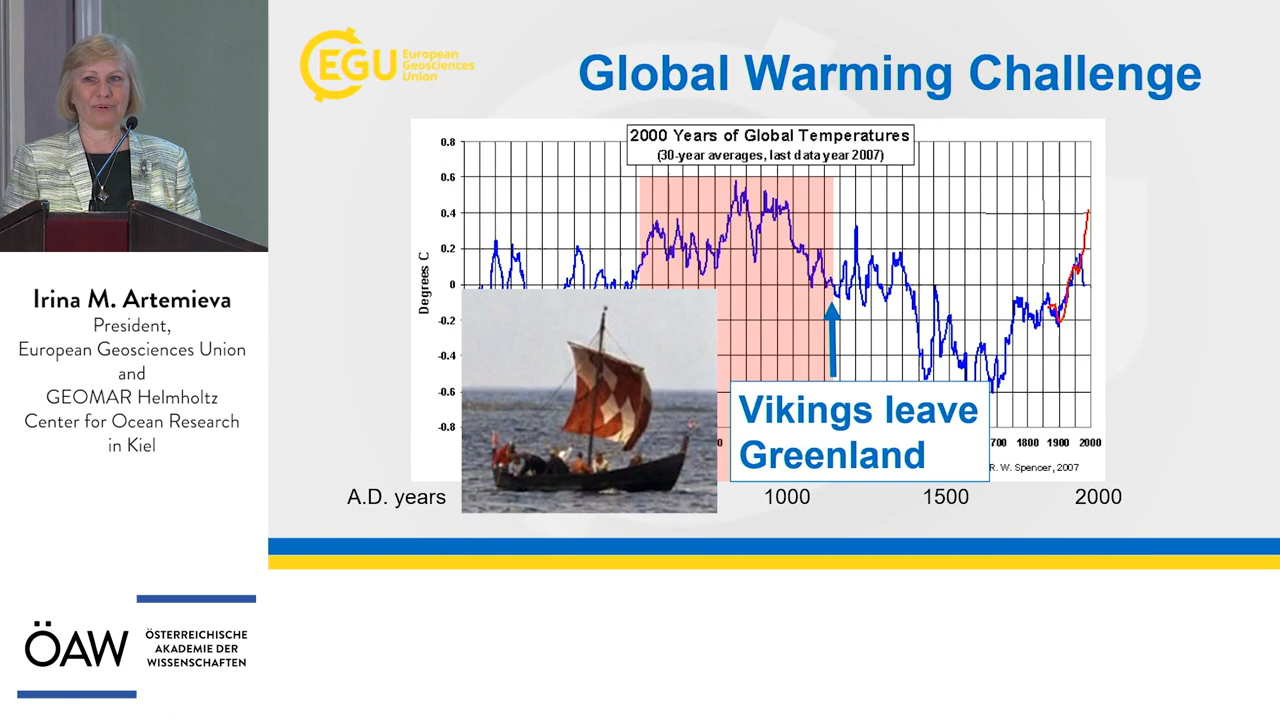 EGU European
Geosciences
Union
Global Warming Challenge
2000 Years of Global Temperatures
(30-year averages, last data year 2007)
Degrees C
0.8
0.6
0.4
0.2
0
-0.2
-0.4
-0.6
-0.8
0
700 1800 1900 2000
R. W. Spencer, 2007
Vikings leave
Greenland
A.D. years 1000 1500 2000
Irina M. Artemieva
President,
European Geosciences Union
and
GEOMAR Helmholtz
Center for Ocean Research
in Kiel
ÖAW
ÖSTERREICHISCHE
AKADEMIE DER
WISSENSCHAFTEN